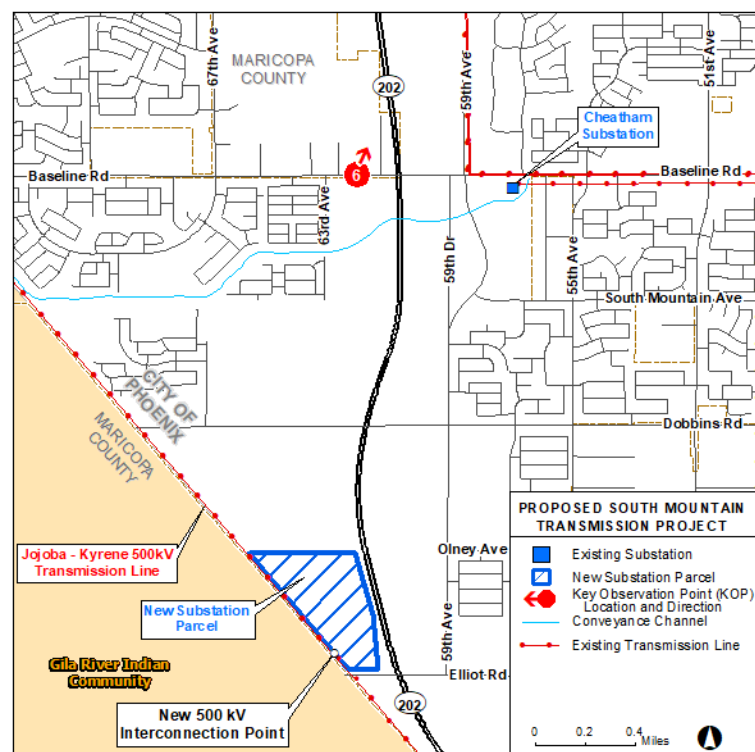 67th Ave
MARICOPA
COUNTY
202
59th Ave
51st Ave
Cheatham
Substation
6
Baseline Rd
Baseline Rd
63rd Ave
59th Dr
55th Ave
South Mountain Ave
CITY OF
PHOENIX
MARICOPA
COUNTY
Dobbins Rd
Jojoba - Kyrene 500kV
Transmission Line
New Substation
Parcel
Olney Ave
59th Ave
Gila River Indian
Community
Elliot Rd
New 500 kV
Interconnection Point
202
PROPOSED SOUTH MOUNTAIN
TRANSMISSION PROJECT
Existing Substation
New Substation Parcel
Key Observation Point (KOP)
Location and Direction
Conveyance Channel
Existing Transmission Line
0 0.2 0.4
Miles